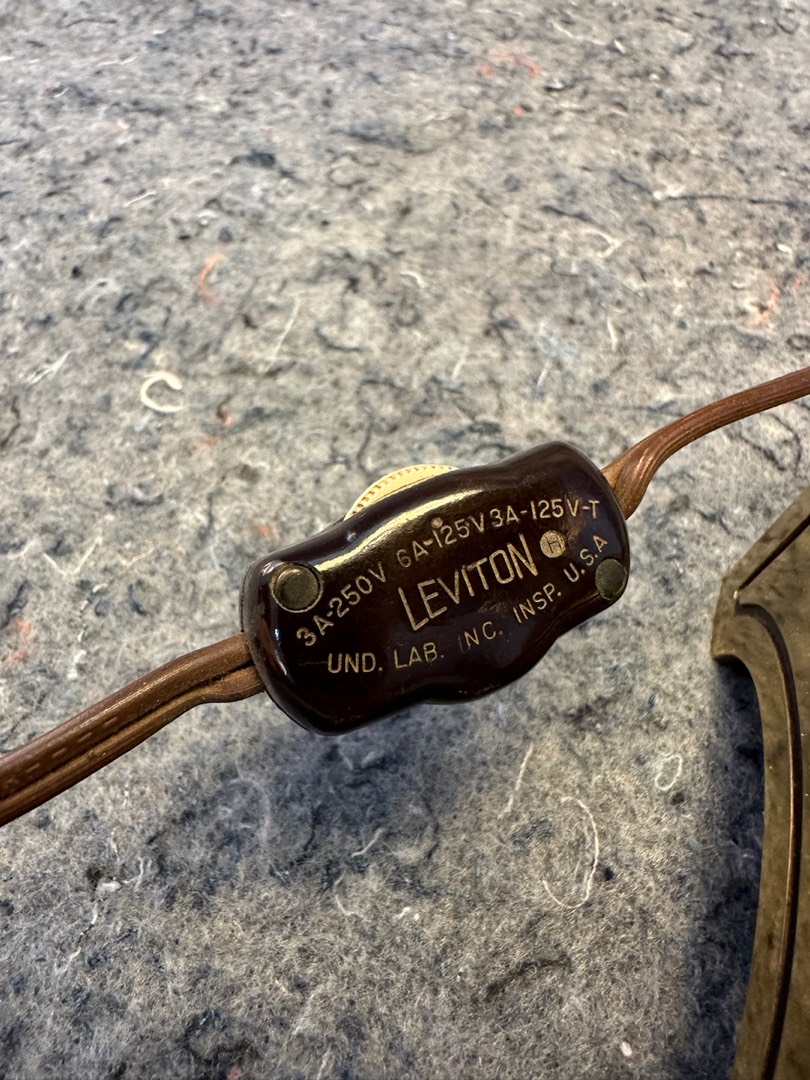 3A-250V 6A-125V 3A-125V-T
LEVITON H
UND. LAB. INC. INSP. U.S.A